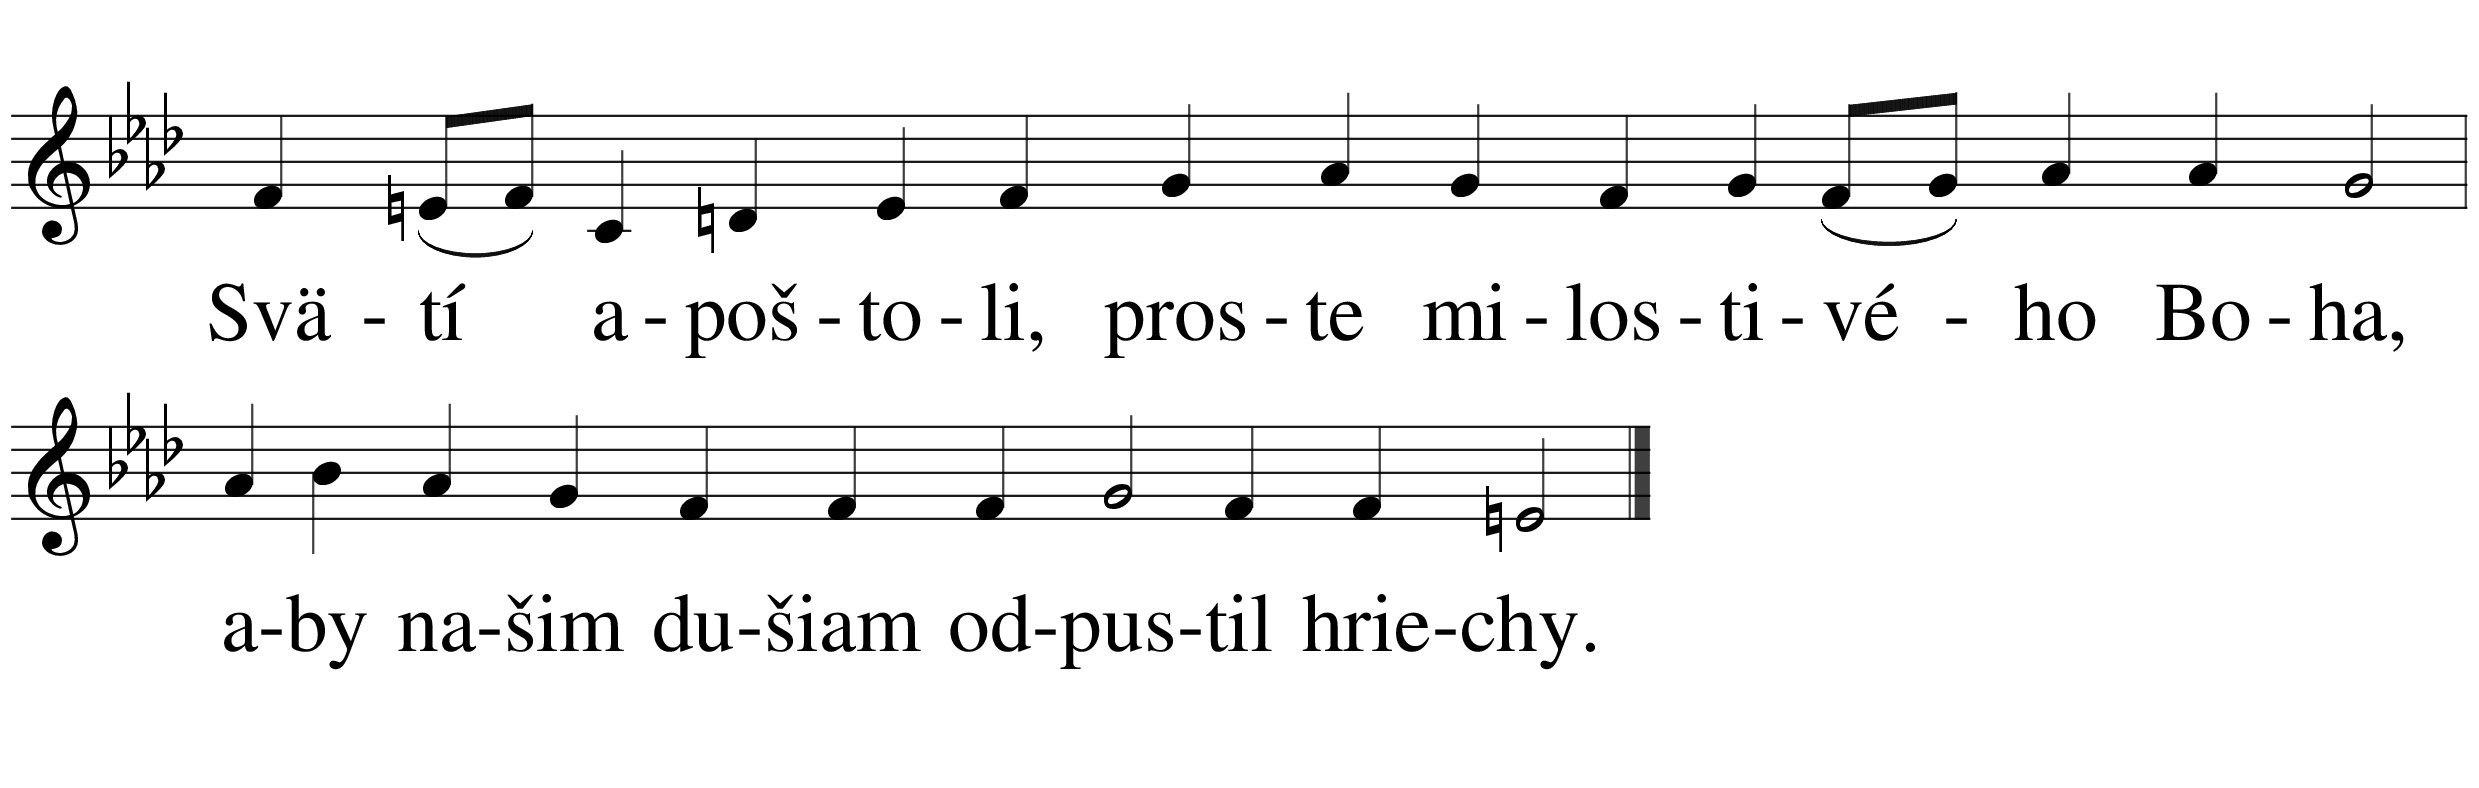 Svä - tí a - poš - to - li, pros - te mi - los - ti - vé - ho Bo - ha,
a-by na-šim du-šiam od-pus-til hrie-chy.